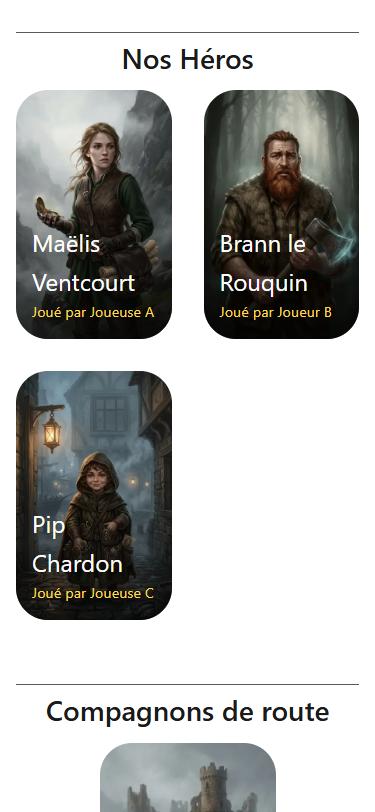 Nos Héros
Maëlis
Ventcourt
Joué par Joueuse A
Brann le
Rouquin
Joué par Joueur B
Pip
Chardon
Joué par Joueuse C
Compagnons de route